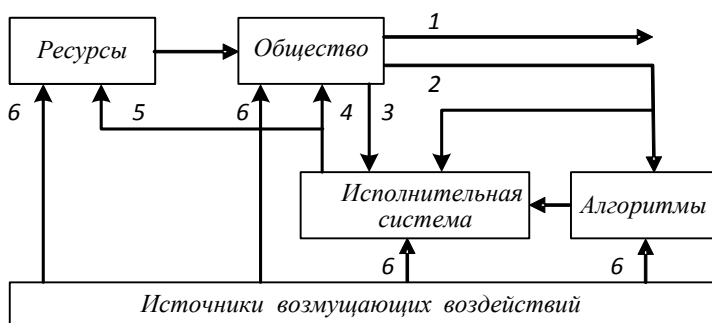 1
Ресурсы
Общество
2
6
5
6
4
3
Исполнительная
система
Алгоритмы
6
6
Источники возмущающих воздействий